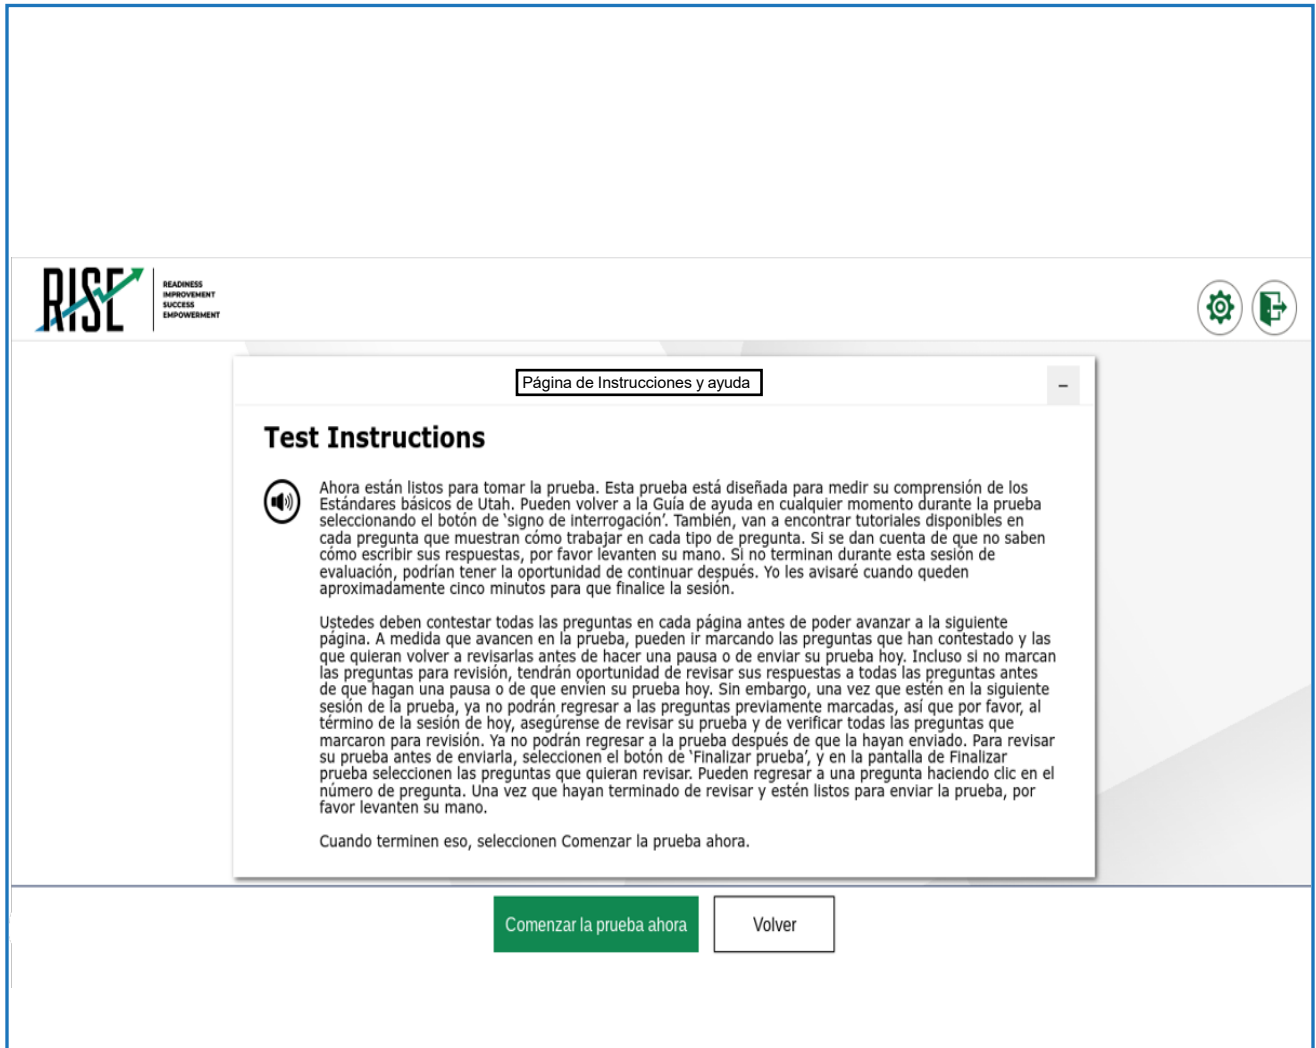 RISE
READINESS
IMPROVEMENT
SUCCESS
EMPOWERMENT
Página de Instrucciones y ayuda
–
Test Instructions
Ahora están listos para tomar la prueba. Esta prueba está diseñada para medir su comprensión de los
Estándares básicos de Utah. Pueden volver a la Guía de ayuda en cualquier momento durante la prueba
seleccionando el botón de ‘signo de interrogación’. También, van a encontrar tutoriales disponibles en
cada pregunta que muestran cómo trabajar en cada tipo de pregunta. Si se dan cuenta de que no saben
cómo escribir sus respuestas, por favor levanten su mano. Si no terminan durante esta sesión de
evaluación, podrían tener la oportunidad de continuar después. Yo les avisaré cuando queden
aproximadamente cinco minutos para que finalice la sesión.
Ustedes deben contestar todas las preguntas en cada página antes de poder avanzar a la siguiente
página. A medida que avancen en la prueba, pueden ir marcando las preguntas que han contestado y las
que quieran volver a revisarlas antes de hacer una pausa o de enviar su prueba hoy. Incluso si no marcan
las preguntas para revisión, tendrán oportunidad de revisar sus respuestas a todas las preguntas antes
de que hagan una pausa o de que envíen su prueba hoy. Sin embargo, una vez que estén en la siguiente
sesión de la prueba, ya no podrán regresar a las preguntas previamente marcadas, así que por favor, al
término de la sesión de hoy, asegúrense de revisar su prueba y de verificar todas las preguntas que
marcaron para revisión. Ya no podrán regresar a la prueba después de que la hayan enviado. Para revisar
su prueba antes de enviarla, seleccionen el botón de ‘Finalizar prueba’, y en la pantalla de Finalizar
prueba seleccionen las preguntas que quieran revisar. Pueden regresar a una pregunta haciendo clic en el
número de pregunta. Una vez que hayan terminado de revisar y estén listos para enviar la prueba, por
favor levanten su mano.
Cuando terminen eso, seleccionen Comenzar la prueba ahora.
Comenzar la prueba ahora
Volver